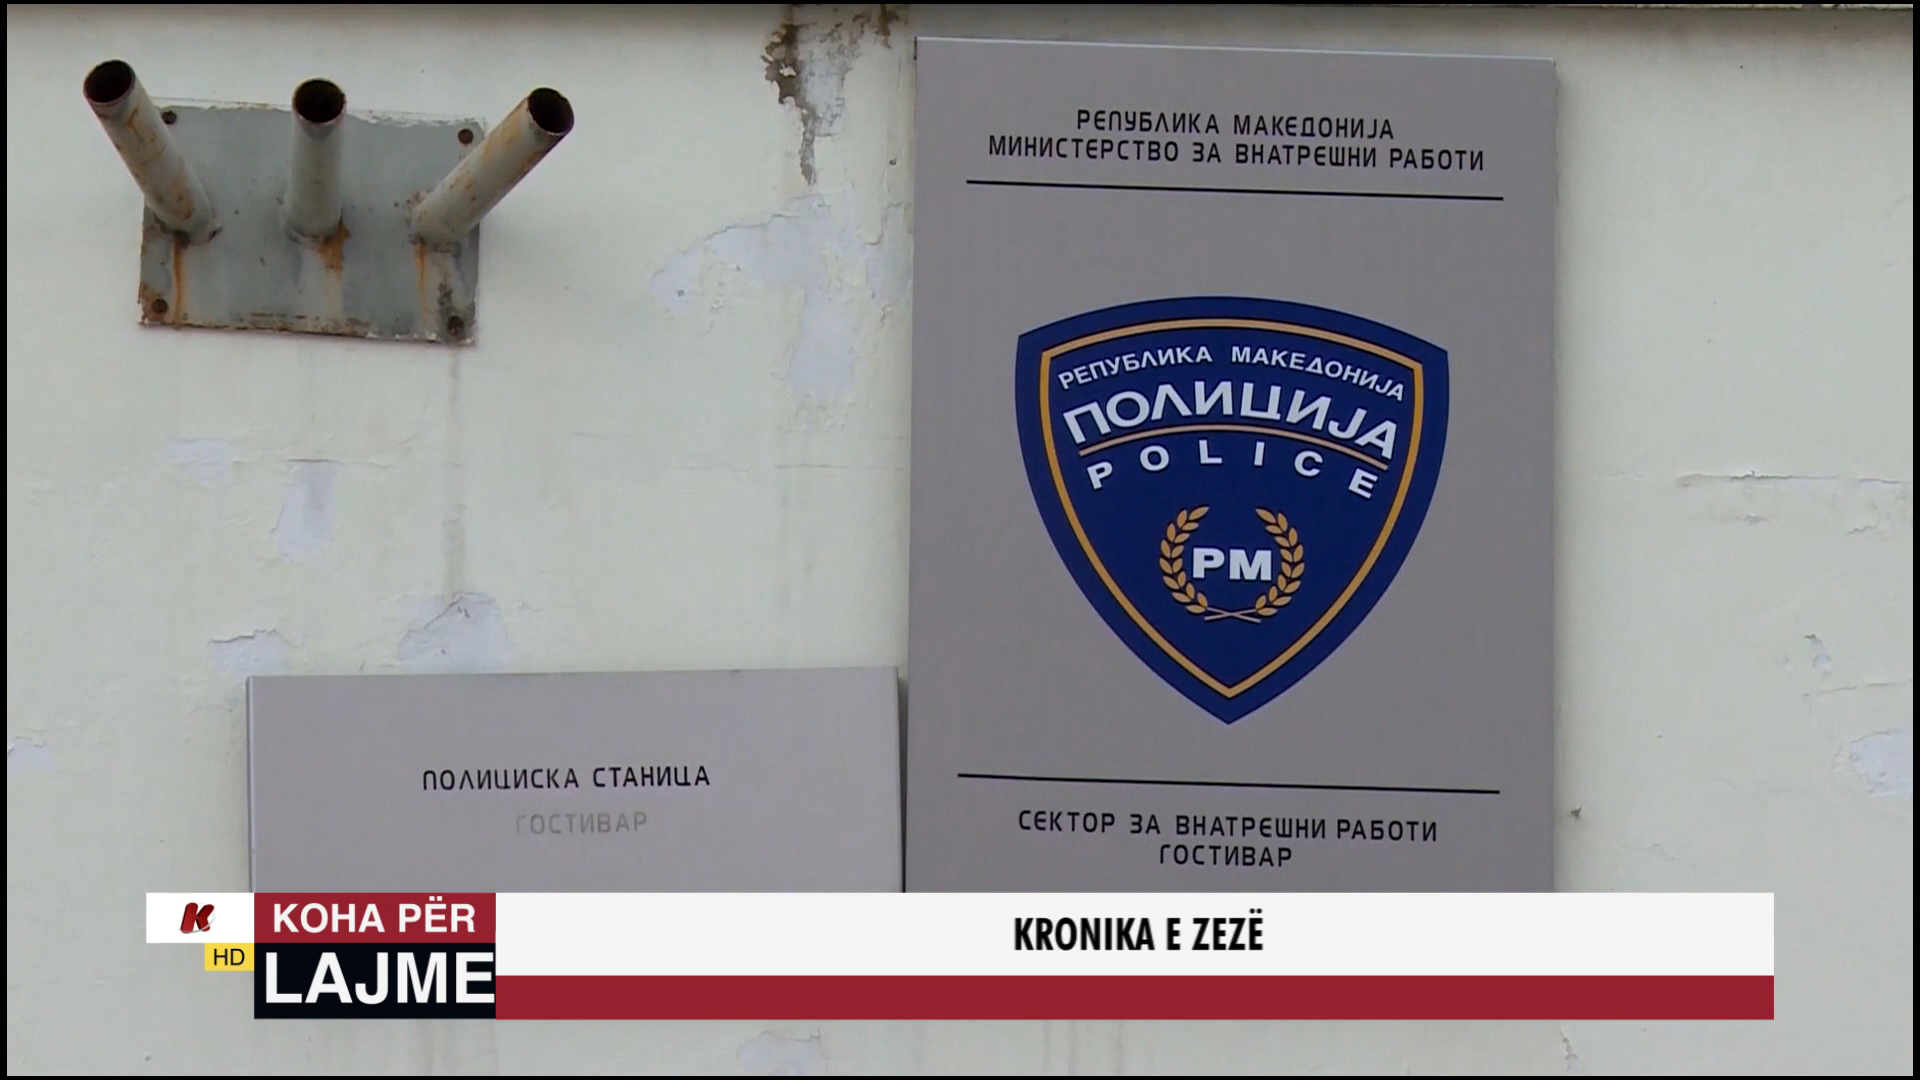 РЕПУБЛИКА МАКЕДОНИЈА
МИНИСТЕРСТВО ЗА ВНАТРЕШНИ РАБОТИ
РЕПУБЛИКА МАКЕДОНИЈА
ПОЛИЦИЈА
POLICE
РМ
СЕКТОР ЗА ВНАТРЕШНИ РАБОТИ
ГОСТИВАР
ПОЛИЦИСКА СТАНИЦА
ГОСТИВАР
K
HD
KOHA PËR
LAJME
KRONIKA E ZEZË